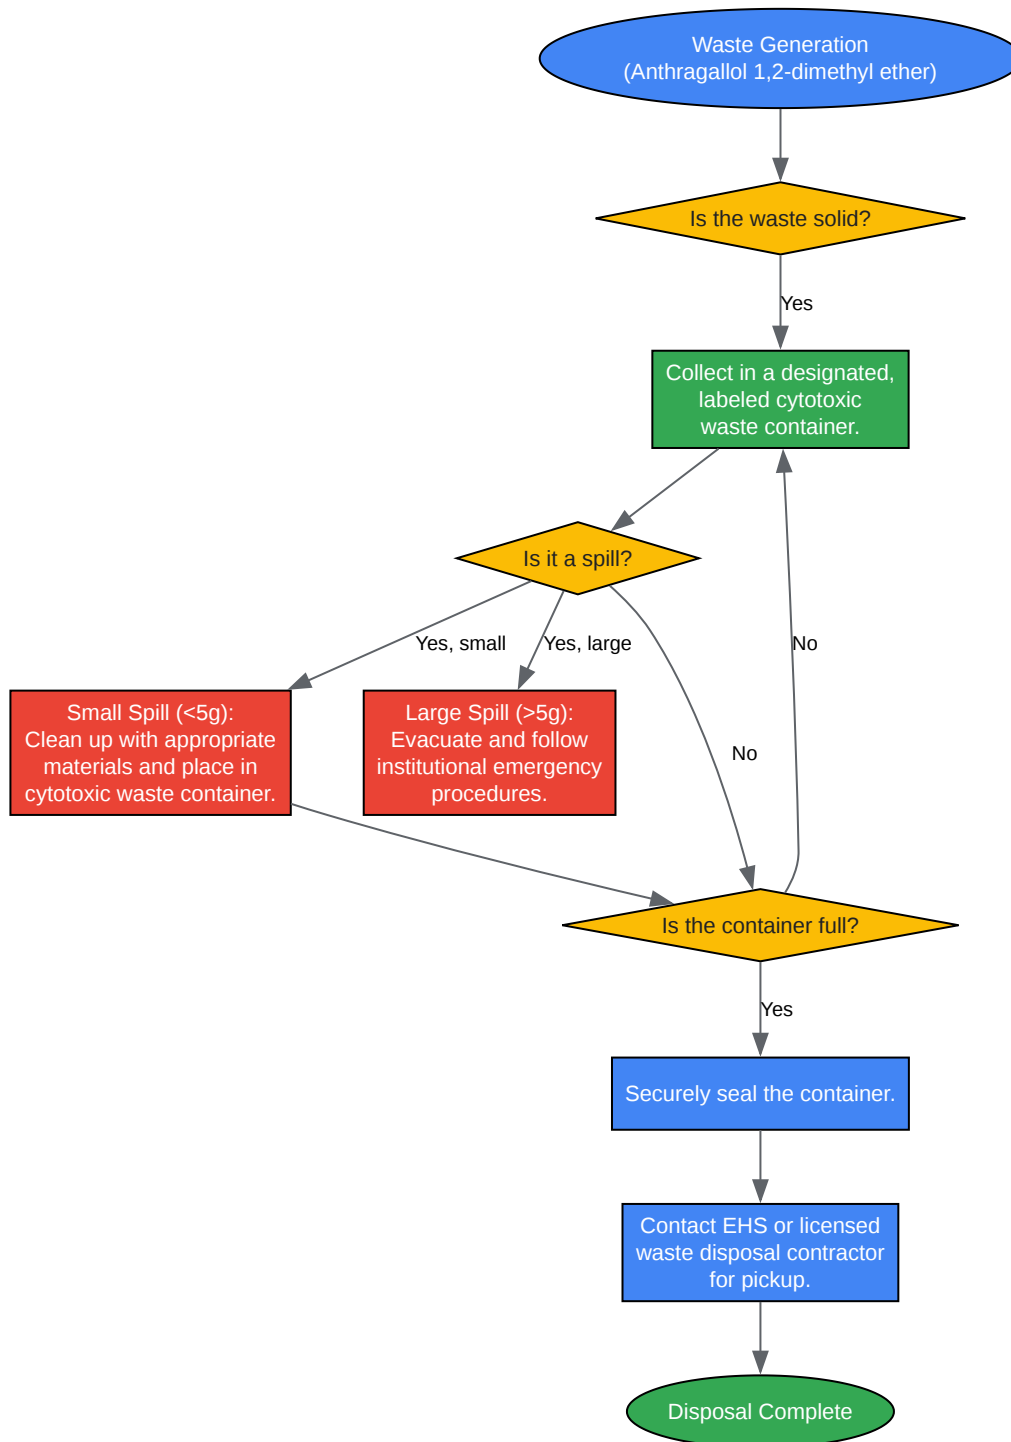 Waste Generation
(Anthragallol 1,2-dimethyl ether)
Is the waste solid?
Yes
Collect in a designated,
labeled cytotoxic
waste container.
Is it a spill?
Yes, small
Yes, large
No
Small Spill (<5g):
Clean up with appropriate
materials and place in
cytotoxic waste container.
Large Spill (>5g):
Evacuate and follow
institutional emergency
procedures.
No
Is the container full?
Yes
Securely seal the container.
Contact EHS or licensed
waste disposal contractor
for pickup.
Disposal Complete